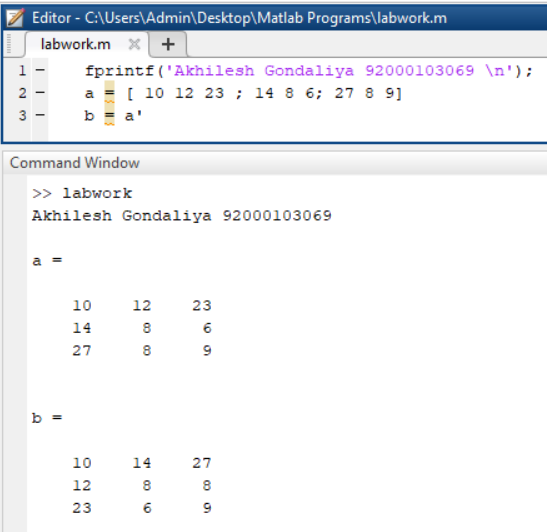 Editor - C:\Users\Admin\Desktop\Matlab Programs\labwork.m
labwork.m × +
1 - fprintf('Akhilesh Gondaliya 92000103069 \n');
2 - a = [ 10 12 23 ; 14 8 6; 27 8 9]
3 - b = a'
Command Window
>> labwork
Akhilesh Gondaliya 92000103069
a =
10 12 23
14 8 6
27 8 9
b =
10 14 27
12 8 8
23 6 9